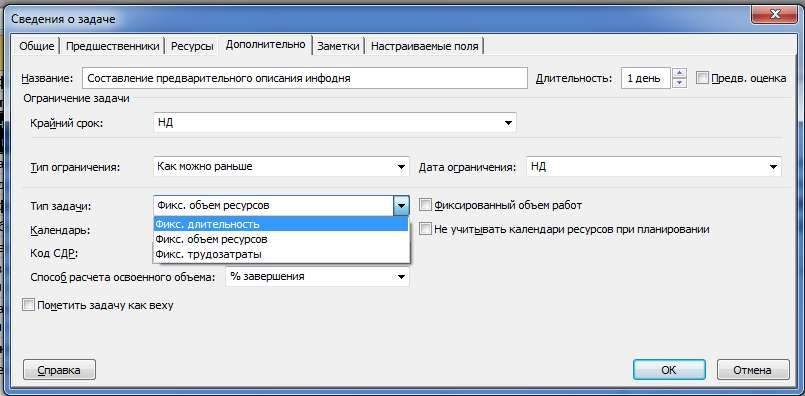 Сведения о задаче
Общие Предшественники Ресурсы Дополнительно Заметки Настраиваемые поля
Название: Составление предварительного описания инфодня Длительность: 1 день Предв. оценка
Ограничение задачи
Крайний срок: НД
Тип ограничения: Как можно раньше Дата ограничения: НД
Тип задачи: Фикс. объем ресурсов Фиксированный объем работ
Фикс. длительность
Календарь: Фикс. объем ресурсов Не учитывать календари ресурсов при планировании
Код СДР: Фикс. трудозатраты
Способ расчета освоенного объема: % завершения
Пометить задачу как веху
Справка ОК Отмена